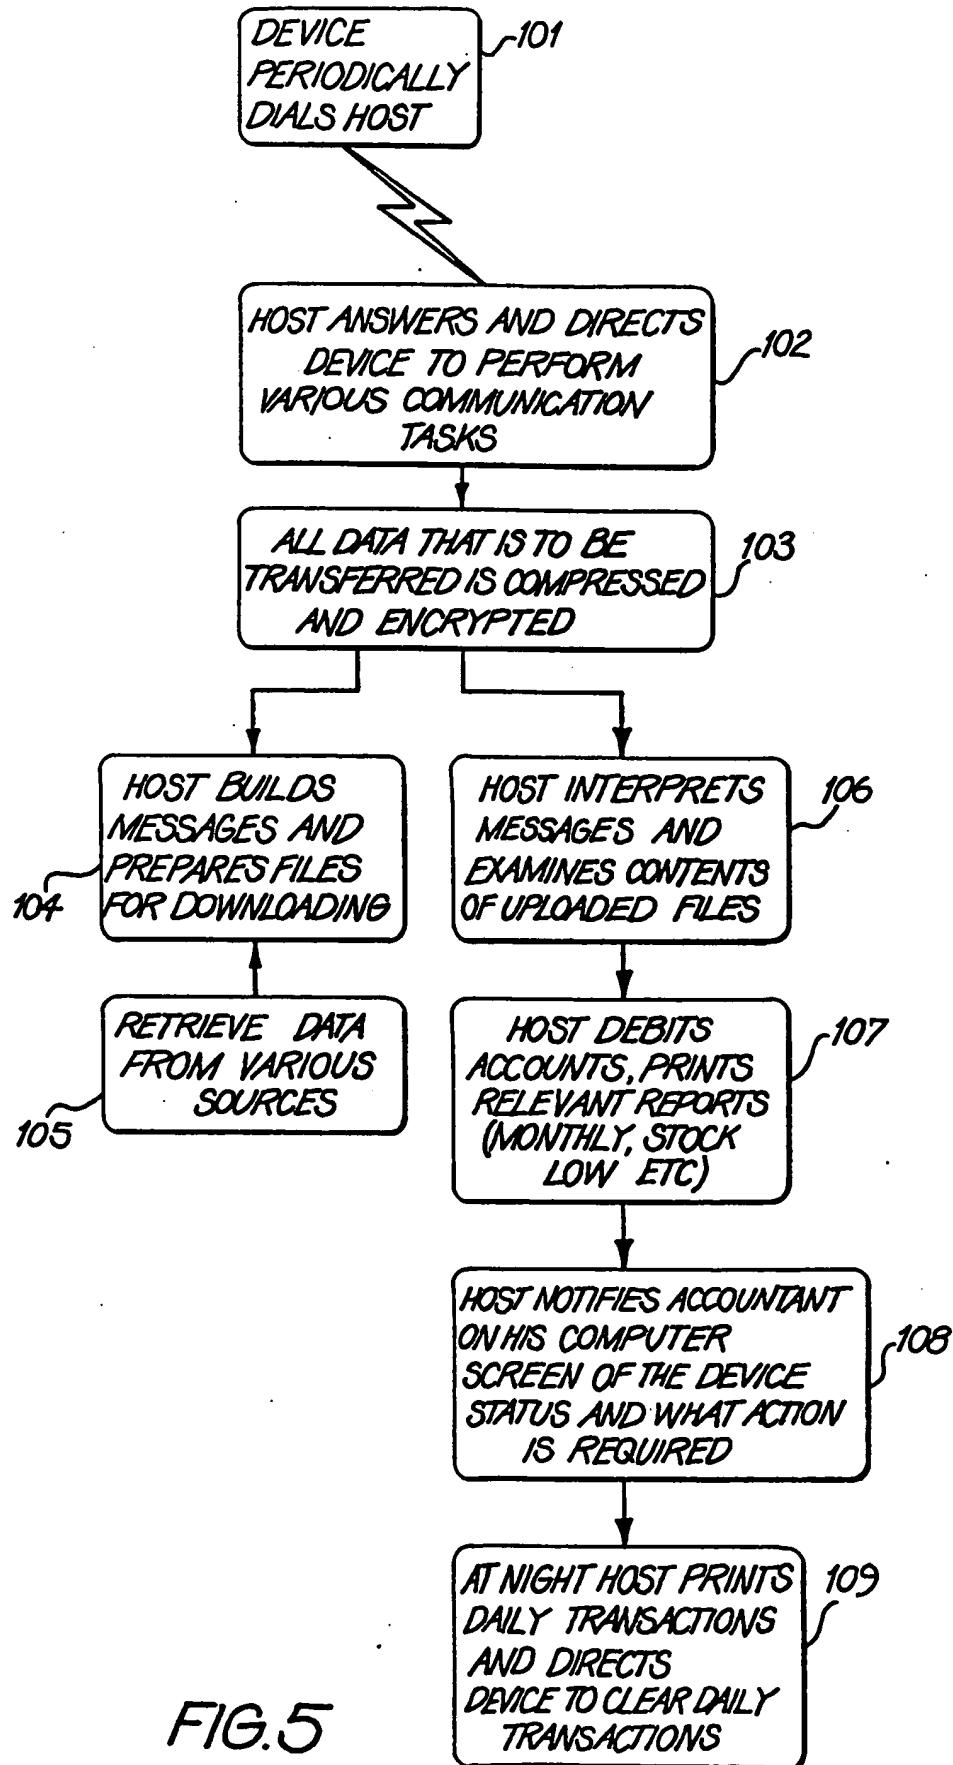 DEVICE
PERIODICALLY
DIALS HOST
101
HOST ANSWERS AND DIRECTS
DEVICE TO PERFORM
VARIOUS COMMUNICATION
TASKS
102
ALL DATA THAT IS TO BE
TRANSFERRED IS COMPRESSED
AND ENCRYPTED
103
HOST BUILDS
MESSAGES AND
PREPARES FILES
FOR DOWNLOADING
104
RETRIEVE DATA
FROM VARIOUS
SOURCES
105
HOST INTERPRETS
MESSAGES AND
EXAMINES CONTENTS
OF UPLOADED FILES
106
HOST DEBITS
ACCOUNTS, PRINTS
RELEVANT REPORTS
(MONTHLY, STOCK
LOW ETC)
107
HOST NOTIFIES ACCOUNTANT
ON HIS COMPUTER
SCREEN OF THE DEVICE
STATUS AND WHAT ACTION
IS REQUIRED
108
AT NIGHT HOST PRINTS
DAILY TRANSACTIONS
AND DIRECTS
DEVICE TO CLEAR DAILY
TRANSACTIONS
109
FIG.5